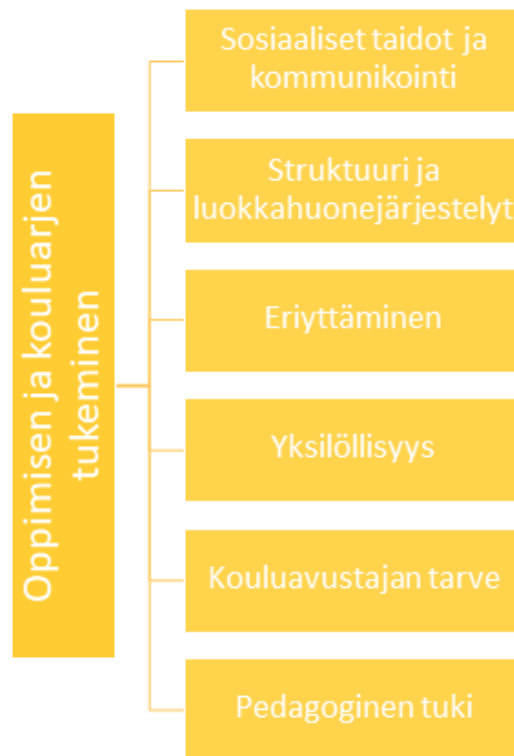 Oppimisen ja kouluarjen
tukeminen
Sosiaaliset taidot ja
kommunikointi
Struktuuri ja
luokkahuonejärjestelyt
Eriyttäminen
Yksilöllisyys
Kouluavustajan tarve
Pedagoginen tuki